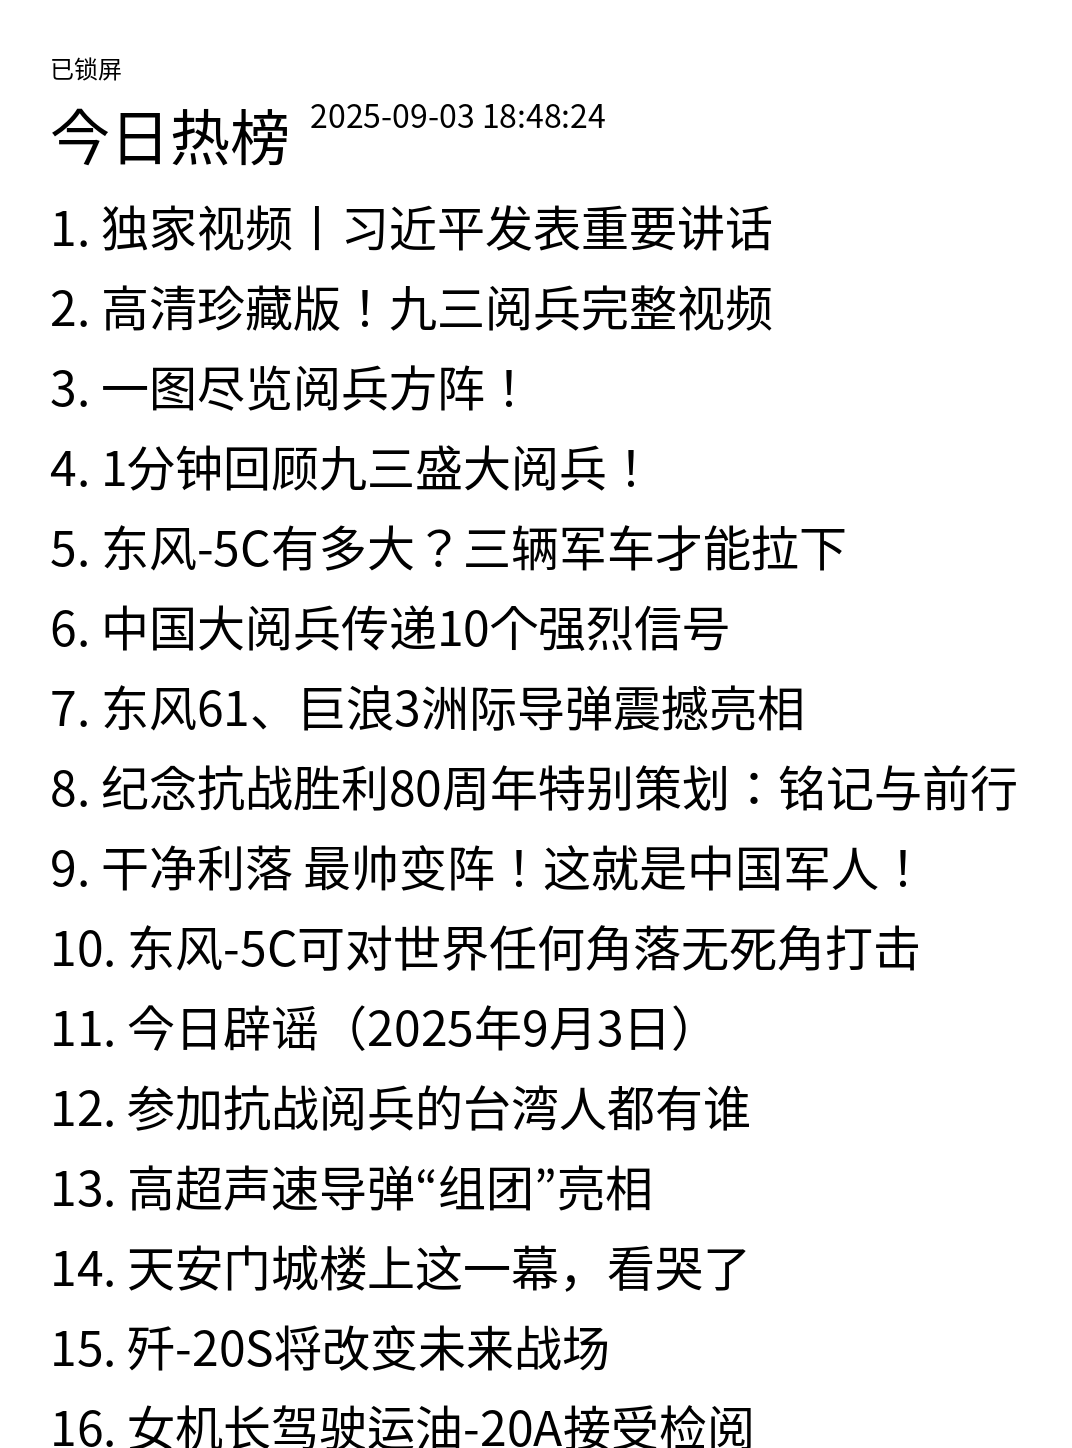 已锁屏
今日热榜 2025-09-03 18:48:24
1. 独家视频丨习近平发表重要讲话
2. 高清珍藏版！九三阅兵完整视频
3. 一图尽览阅兵方阵！
4. 1分钟回顾九三盛大阅兵！
5. 东风-5C有多大？三辆军车才能拉下
6. 中国大阅兵传递10个强烈信号
7. 东风61、巨浪3洲际导弹震撼亮相
8. 纪念抗战胜利80周年特别策划：铭记与前行
9. 干净利落 最帅变阵！这就是中国军人！
10. 东风-5C可对世界任何角落无死角打击
11. 今日辟谣（2025年9月3日）
12. 参加抗战阅兵的台湾人都有谁
13. 高超声速导弹“组团”亮相
14. 天安门城楼上这一幕，看哭了
15. 歼-20S将改变未来战场
16. 女机长驾驶运油-20A接受检阅